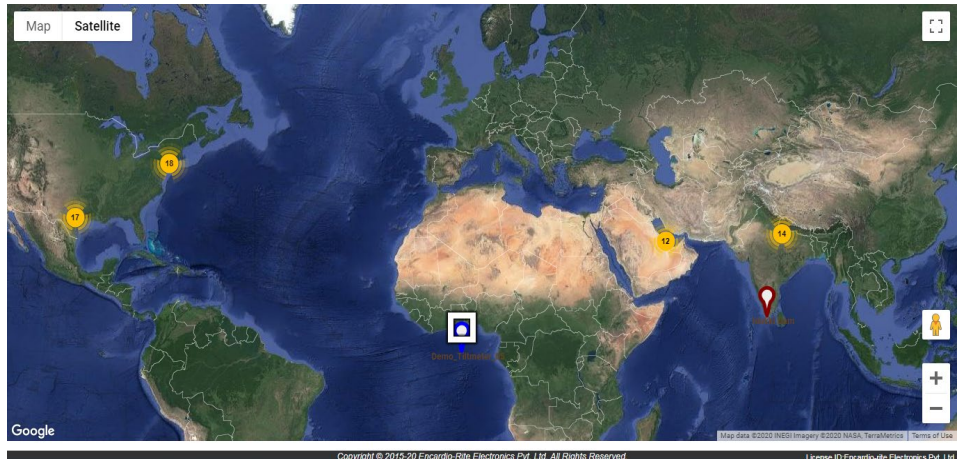 Map Satellite
18
17
12
14
Google
Map data ©2020 INEGI Imagery ©2020 NASA, TerraMetrics Terms of Use
Copyright © 2015-20 Encardio-Rite Electronics Pvt. Ltd. All Rights Reserved.
License ID:Encardio-rite Electronics Pvt. Ltd.